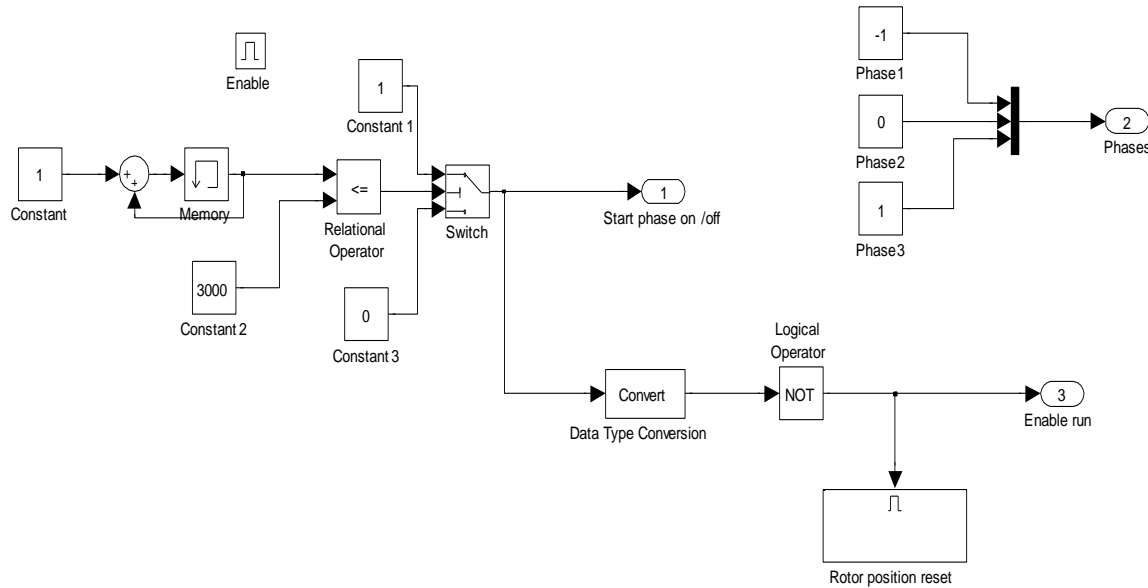 -1
Phase1
Enable
1
Constant 1
0
Phase2
2
Phases
1
Constant
+
+
Memory
<=
Relational
Operator
Switch
1
Start phase on /off
1
Phase3
3000
Constant 2
0
Constant 3
Logical
Operator
Convert
Data Type Conversion
NOT
3
Enable run
Rotor position reset